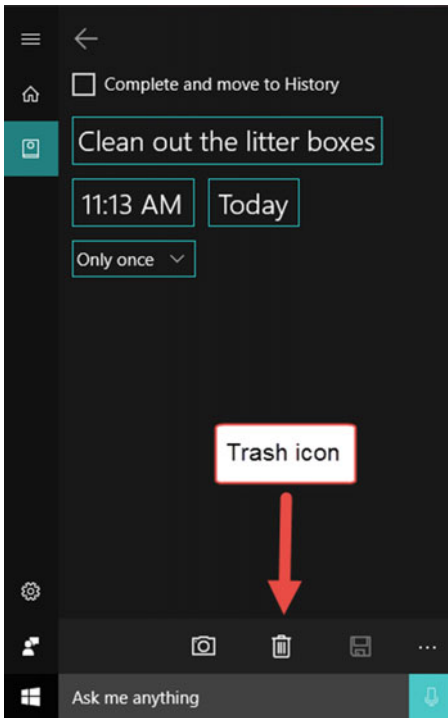 Complete and move to History
Clean out the litter boxes
11:13 AM Today
Only once
Trash icon
Ask me anything